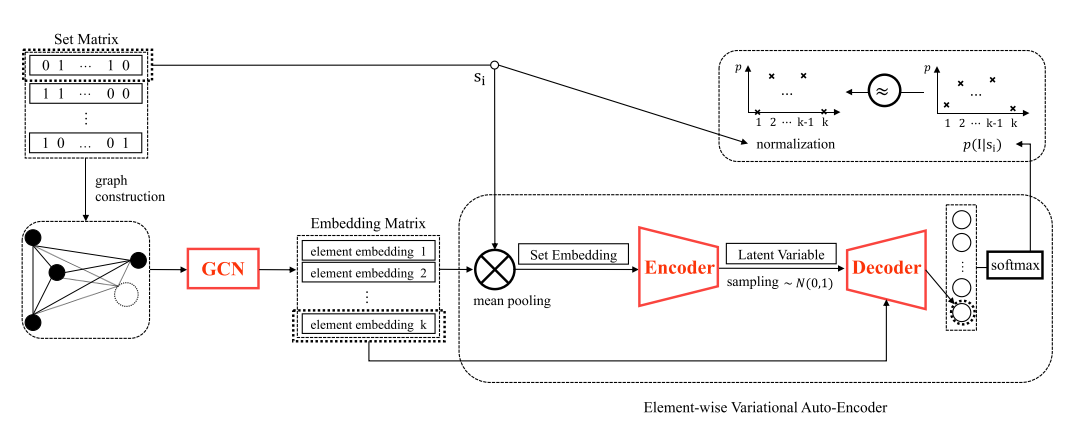 Set Matrix
0 1 ··· 1 0
1 1 ··· 0 0
⋮
1 0 ··· 0 1
graph
construction
GCN
Embedding Matrix
element embedding 1
element embedding 2
⋮
element embedding k
sᵢ
mean pooling
Set Embedding
Encoder
Latent Variable
sampling ~ N(0,1)
Decoder
⋮
softmax
p
...
1 2 ··· k-1 k
normalization
≈
p
...
1 2 ··· k-1 k
p(I|sᵢ)
Element-wise Variational Auto-Encoder